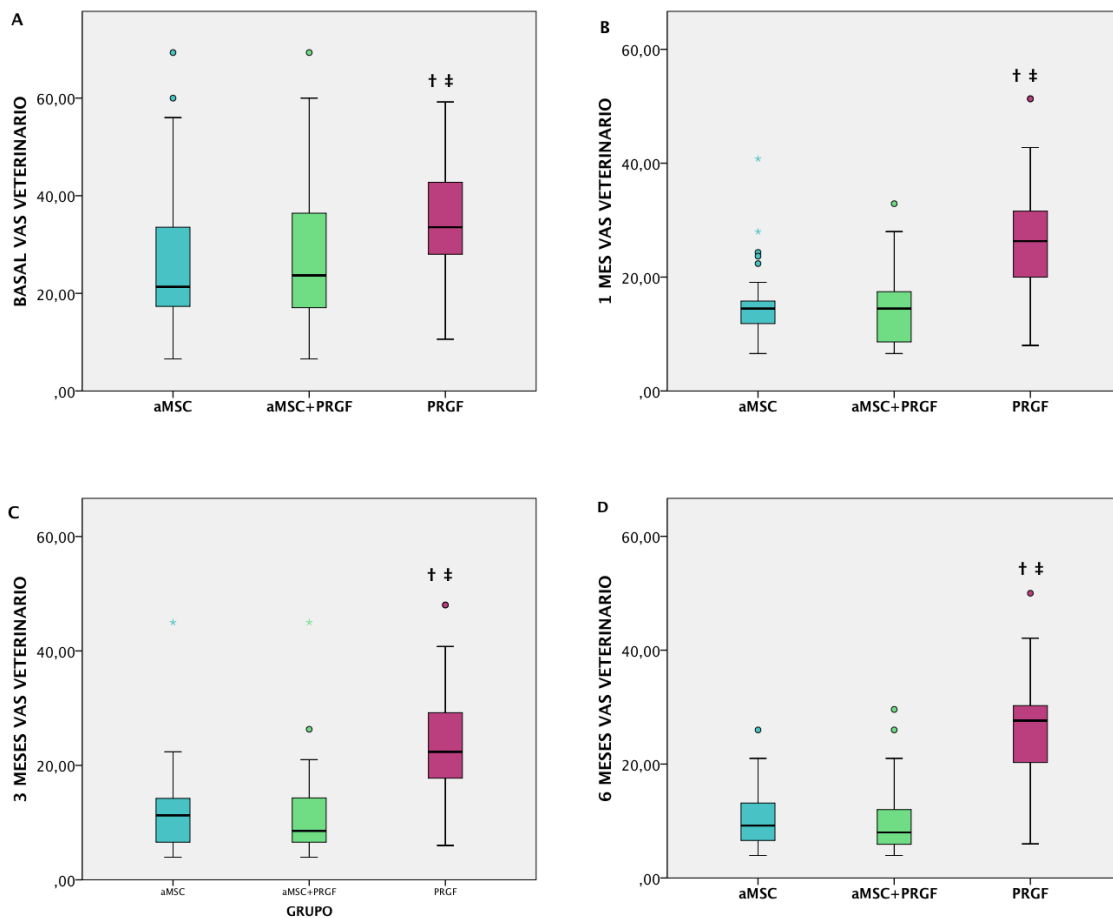 A
BASAL VAS VETERINARIO
60,00
40,00
20,00
,00
† ‡
aMSC aMSC+PRGF PRGF
B
1 MES VAS VETERINARIO
60,00
40,00
20,00
,00
† ‡
aMSC aMSC+PRGF PRGF
C
3 MESES VAS VETERINARIO
60,00
40,00
20,00
,00
† ‡
aMSC aMSC+PRGF PRGF
GRUPO
D
6 MESES VAS VETERINARIO
60,00
40,00
20,00
,00
† ‡
aMSC aMSC+PRGF PRGF